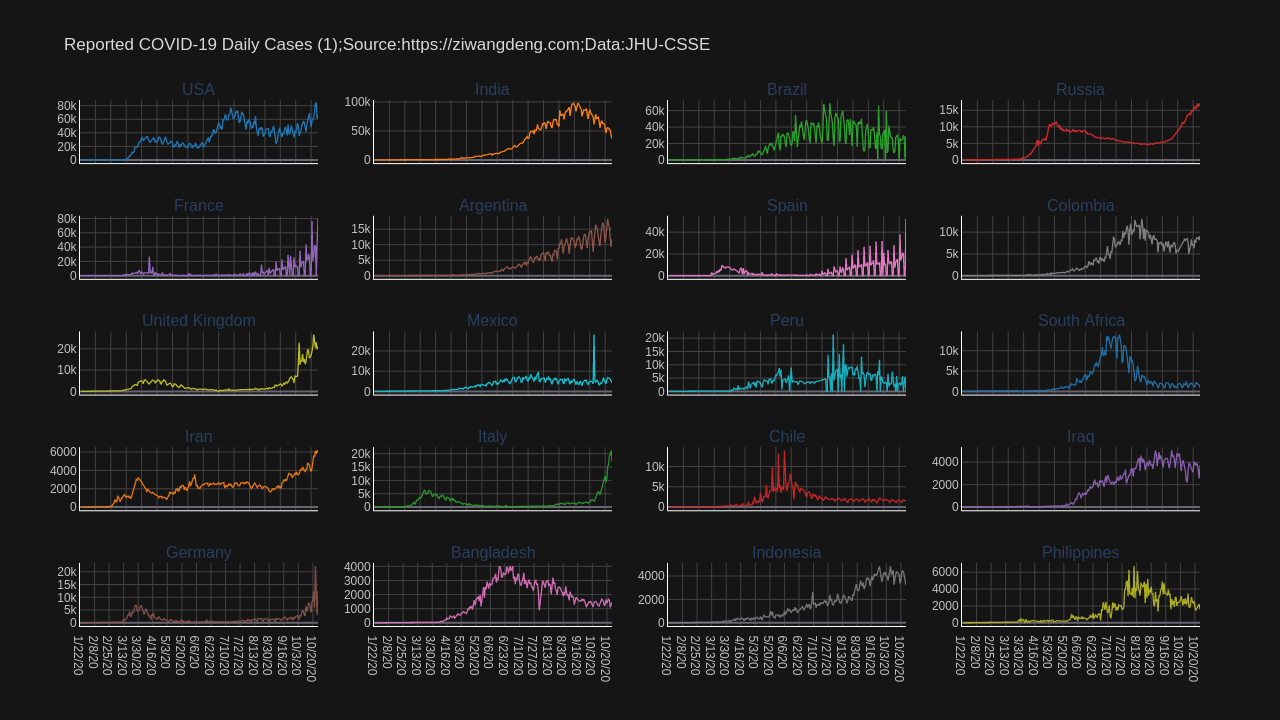 Reported COVID-19 Daily Cases (1);Source:https://ziwangdeng.com;Data:JHU-CSSE
USA India Brazil Russia
80k 60k 40k 20k 0
100k 50k 0
60k 40k 20k 0
15k 10k 5k 0
France Argentina Spain Colombia
80k 60k 40k 20k 0
15k 10k 5k 0
40k 20k 0
10k 5k 0
United Kingdom Mexico Peru South Africa
20k 10k 0
20k 10k 0
20k 15k 10k 5k 0
10k 5k 0
Iran Italy Chile Iraq
6000 4000 2000 0
20k 15k 10k 5k 0
10k 5k 0
4000 2000 0
Germany Bangladesh Indonesia Philippines
20k 15k 10k 5k 0
4000 3000 2000 1000 0
4000 2000 0
6000 4000 2000 0
1/22/20 2/8/20 2/25/20 3/13/20 3/30/20 4/16/20 5/3/20 5/20/20 6/6/20 6/23/20 7/10/20 7/27/20 8/13/20 8/30/20 9/16/20 10/3/20 10/20/20
1/22/20 2/8/20 2/25/20 3/13/20 3/30/20 4/16/20 5/3/20 5/20/20 6/6/20 6/23/20 7/10/20 7/27/20 8/13/20 8/30/20 9/16/20 10/3/20 10/20/20
1/22/20 2/8/20 2/25/20 3/13/20 3/30/20 4/16/20 5/3/20 5/20/20 6/6/20 6/23/20 7/10/20 7/27/20 8/13/20 8/30/20 9/16/20 10/3/20 10/20/20
1/22/20 2/8/20 2/25/20 3/13/20 3/30/20 4/16/20 5/3/20 5/20/20 6/6/20 6/23/20 7/10/20 7/27/20 8/13/20 8/30/20 9/16/20 10/3/20 10/20/20